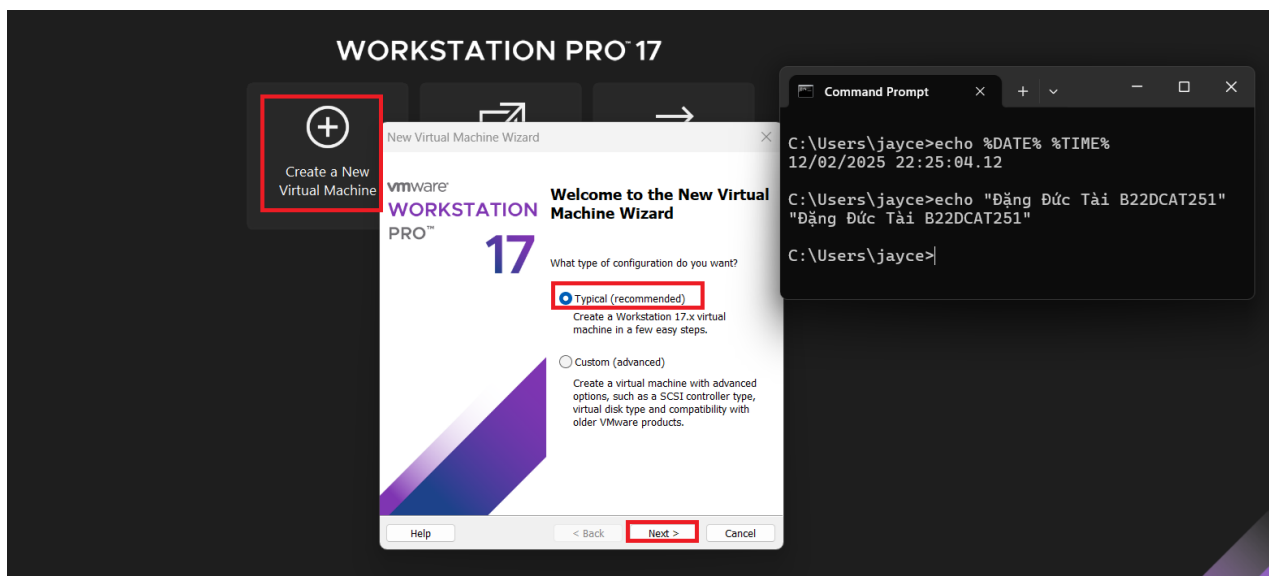 WORKSTATION PRO™ 17
Create a New
Virtual Machine
New Virtual Machine Wizard
vmware
WORKSTATION
PRO™
17
Welcome to the New Virtual
Machine Wizard
What type of configuration do you want?
Typical (recommended)
Create a Workstation 17.x virtual
machine in a few easy steps.
Custom (advanced)
Create a virtual machine with advanced
options, such as a SCSI controller type,
virtual disk type and compatibility with
older VMware products.
Help
< Back
Next >
Cancel
Command Prompt
C:\Users\jayce>echo %DATE% %TIME%
12/02/2025 22:25:04.12
C:\Users\jayce>echo "Đặng Đức Tài B22DCAT251"
"Đặng Đức Tài B22DCAT251"
C:\Users\jayce>